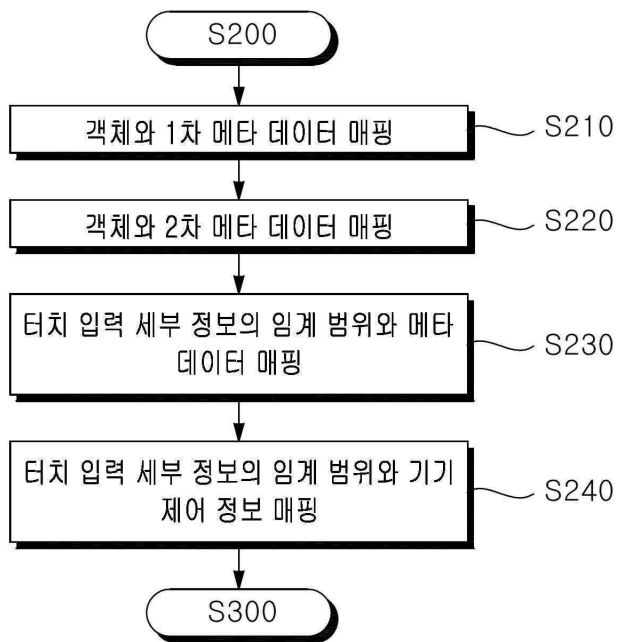 S200
객체와 1차 메타 데이터 매핑
S210
객체와 2차 메타 데이터 매핑
S220
터치 입력 세부 정보의 임계 범위와 메타
데이터 매핑
S230
터치 입력 세부 정보의 임계 범위와 기기
제어 정보 매핑
S240
S300